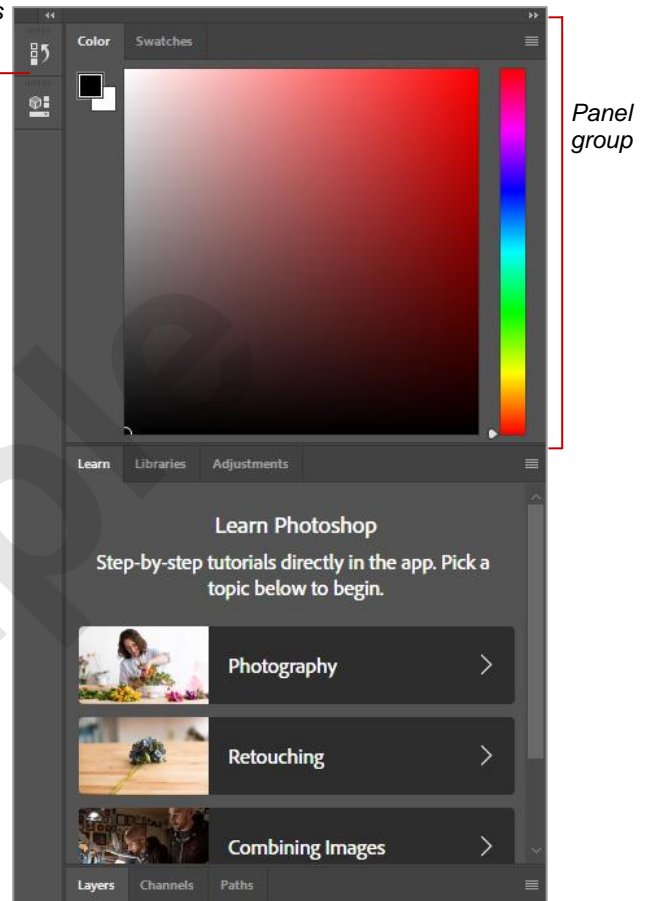 Color Swatches
Panel
group
Learn Libraries Adjustments
Learn Photoshop
Step-by-step tutorials directly in the app. Pick a
topic below to begin.
Photography
Retouching
Combining Images
Layers Channels Paths